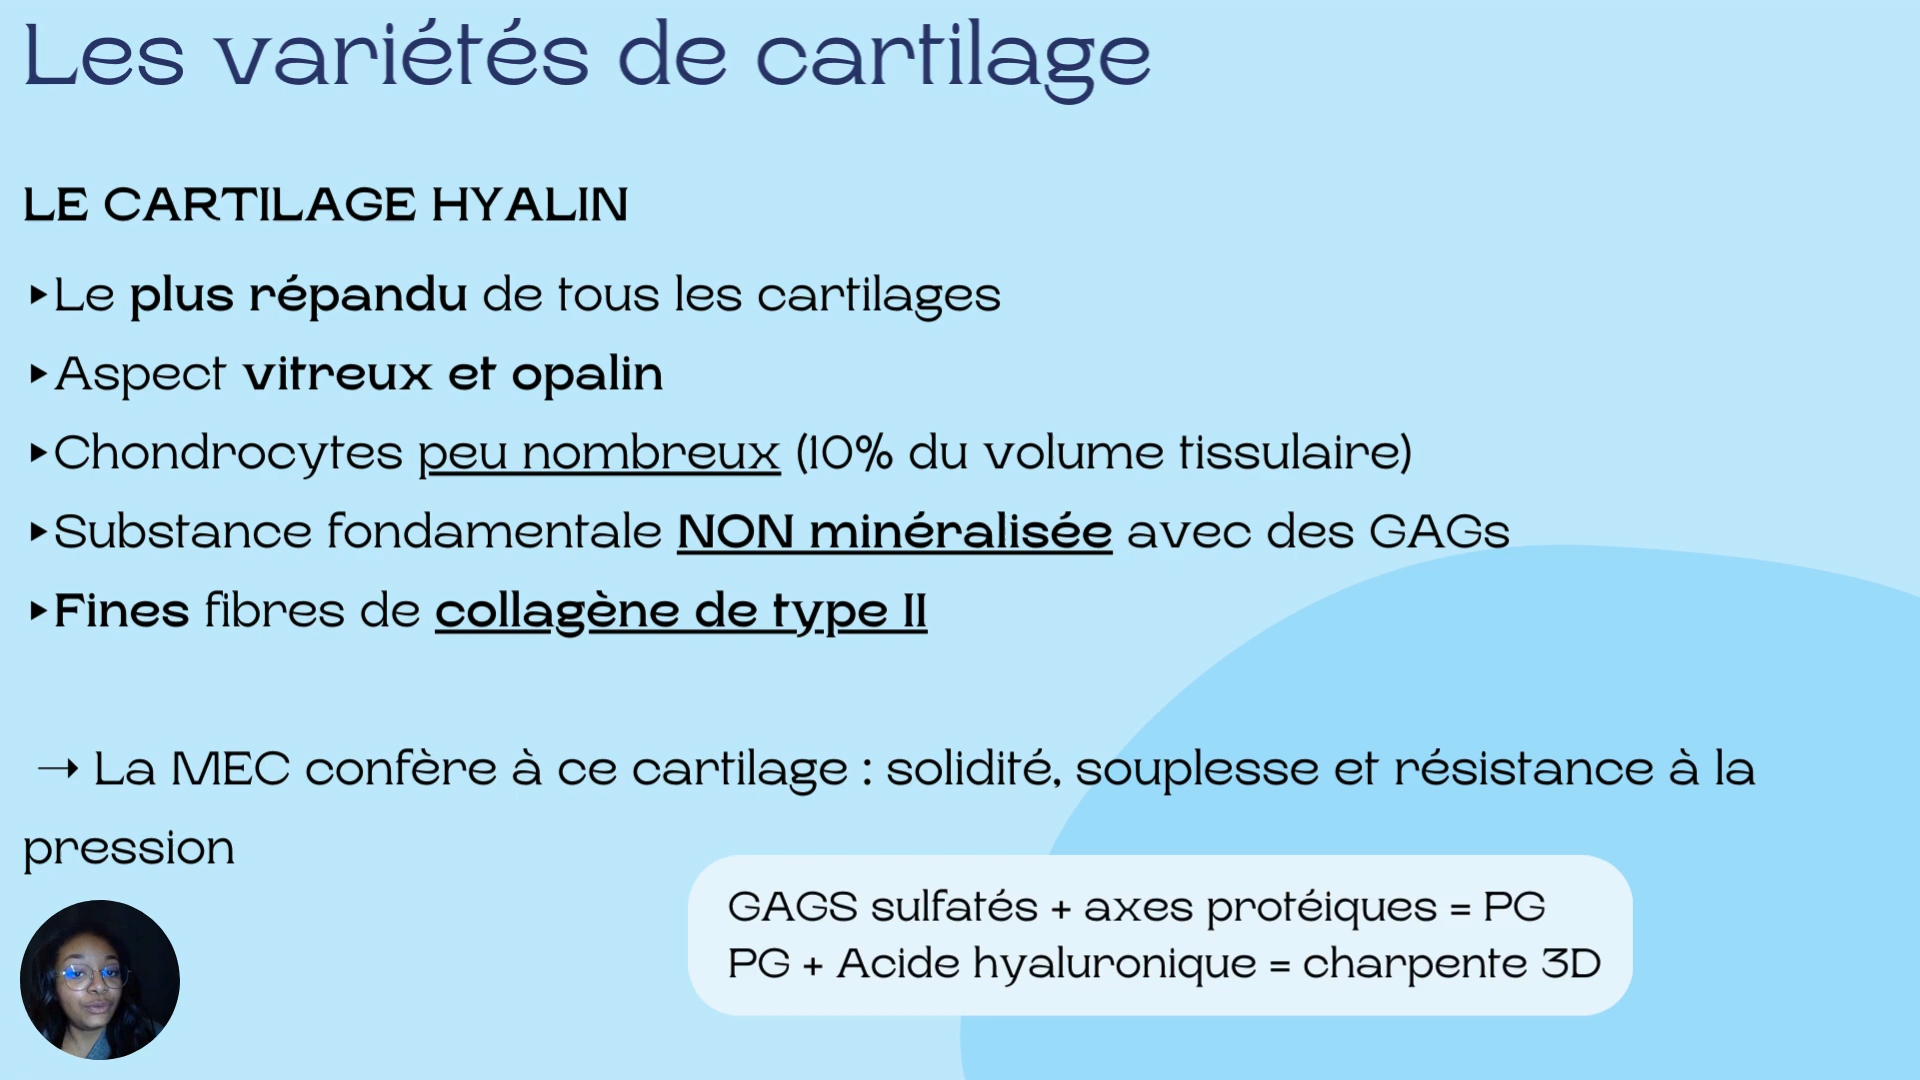 Les variétés de cartilage
LE CARTILAGE HYALIN
‣Le plus répandu de tous les cartilages
‣Aspect vitreux et opalin
‣Chondrocytes peu nombreux (10% du volume tissulaire)
‣Substance fondamentale NON minéralisée avec des GAGs
‣Fines fibres de collagène de type II
→ La MEC confère à ce cartilage : solidité, souplesse et résistance à la
pression
GAGS sulfatés + axes protéiques = PG
PG + Acide hyaluronique = charpente 3D